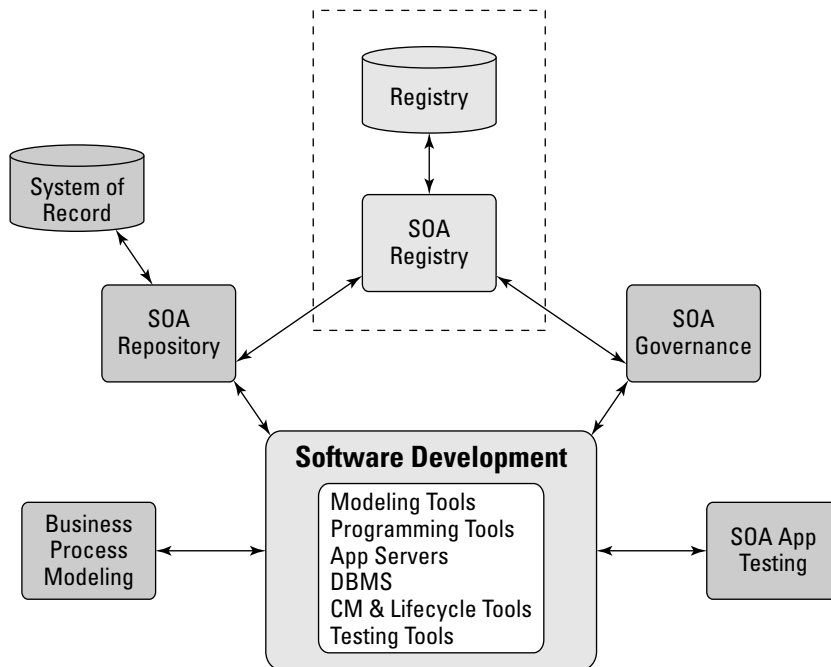 Registry
System of
Record
SOA
Registry
SOA
Repository
SOA
Governance
Software Development
Modeling Tools
Programming Tools
App Servers
DBMS
CM & Lifecycle Tools
Testing Tools
Business
Process
Modeling
SOA App
Testing